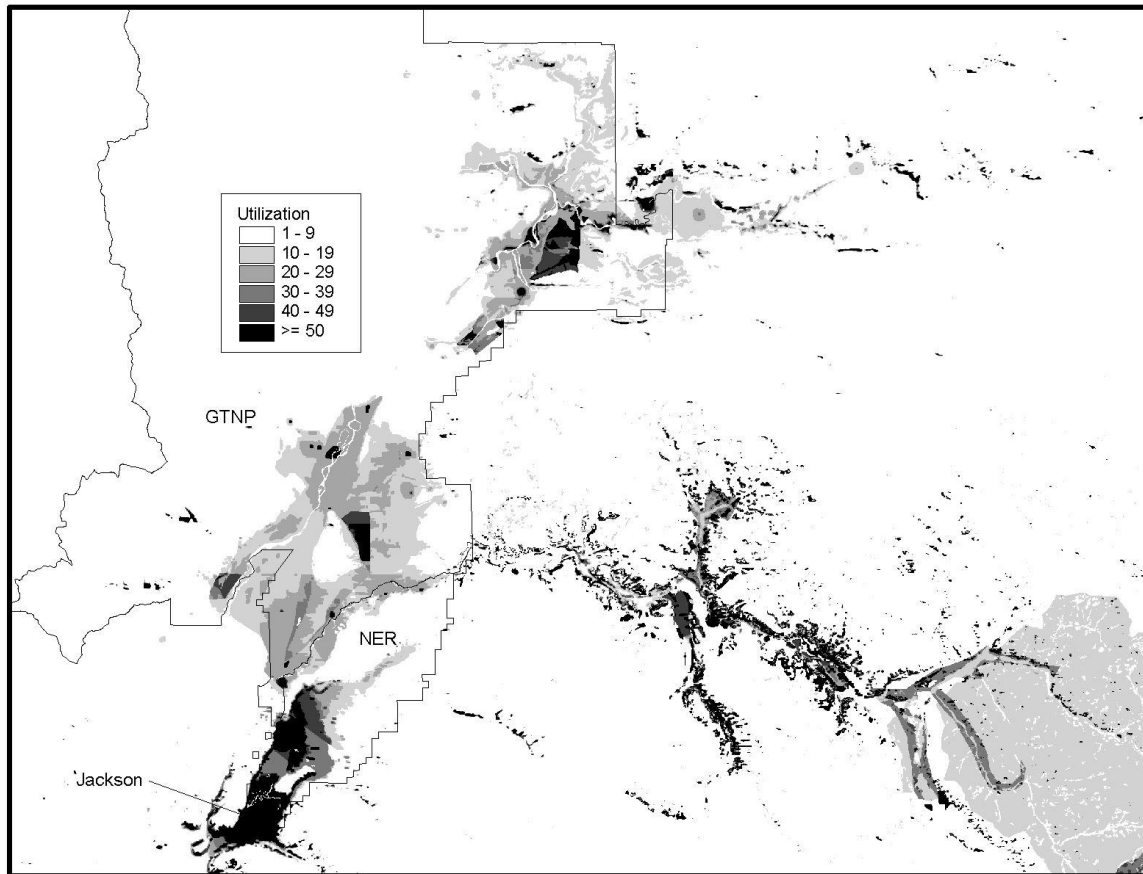 Utilization
1 - 9
10 - 19
20 - 29
30 - 39
40 - 49
>= 50
GTNP
NER
Jackson